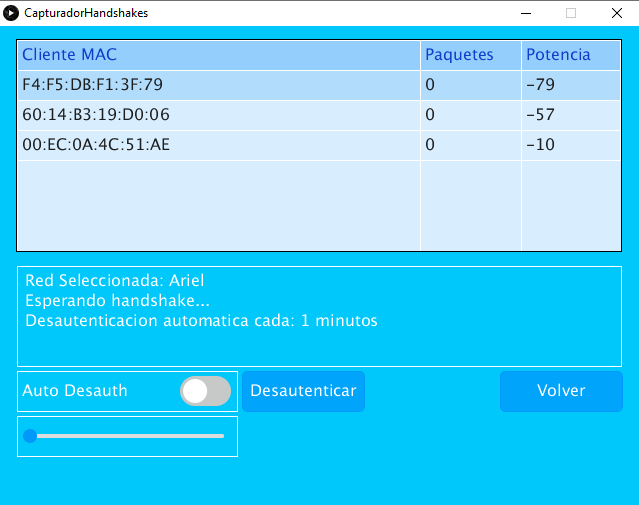 CapturadorHandshakes
Cliente MAC Paquetes Potencia
F4:F5:DB:F1:3F:79 0 -79
60:14:B3:19:D0:06 0 -57
00:EC:0A:4C:51:AE 0 -10
Red Seleccionada: Ariel
Esperando handshake...
Desautenticacion automatica cada: 1 minutos
Auto Desauth Desautenticar Volver